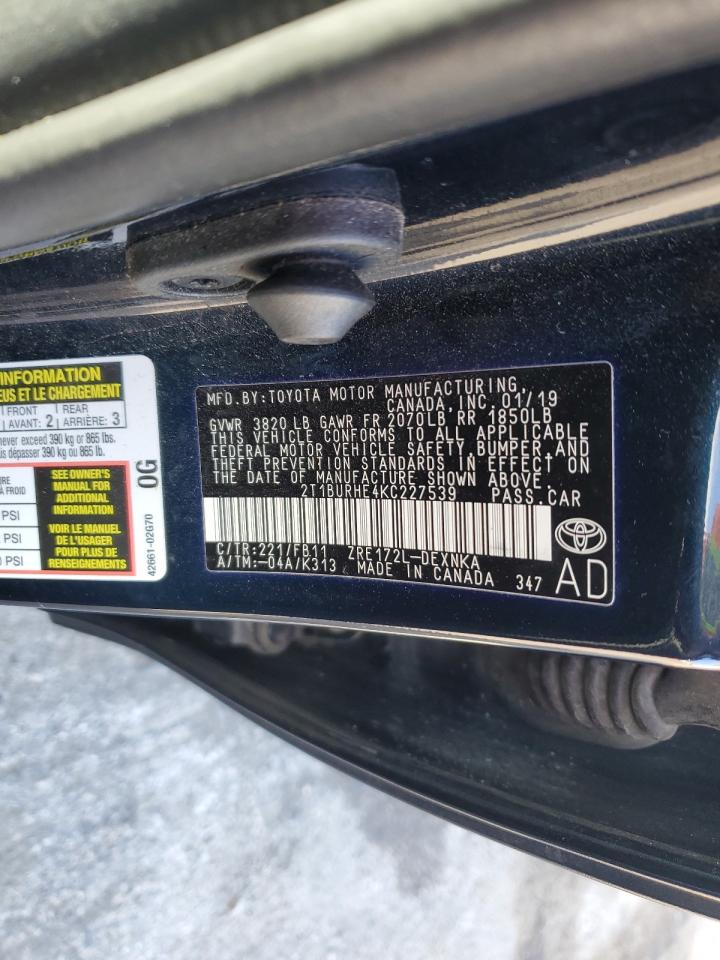 INFORMATION
EUS ET LE CHARGEMENT
FRONT
AVANT: 2
REAR
ARRIÈRE: 3
never exceed 390 kg or 865 lbs.
dépasser 390 kg ou 865 lb.
À FROID
PSI
PSI
PSI
SEE OWNER'S
MANUAL FOR
ADDITIONAL
INFORMATION
VOIR LE MANUEL
DE L'USAGER
POUR PLUS DE
RENSEIGNEMENTS
0G
42661-02G70
MFD. BY: TOYOTA MOTOR MANUFACTURING,
CANADA, INC. 01/19
GVWR 3820 LB GAWR FR 2070LB RR 1850LB
THIS VEHICLE CONFORMS TO ALL APPLICABLE
FEDERAL MOTOR VEHICLE SAFETY, BUMPER, AND
THEFT PREVENTION STANDARDS IN EFFECT ON
THE DATE OF MANUFACTURE SHOWN ABOVE.
2T1BURHE4KC227539 PASS. CAR
C/TR: 221/FB11 ZRE172L-DEXNKA
A/TM: -04A/K313 MADE IN CANADA 347
AD